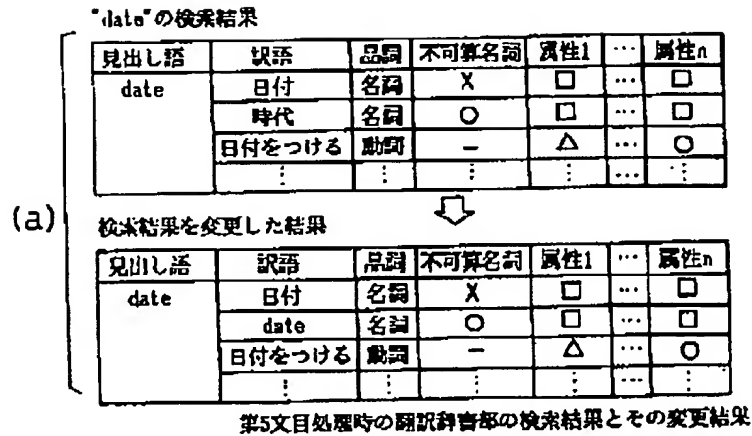 "date"の検索結果
見出し語 訳語 品詞 不可算名詞 属性1 … 属性n
date 日付 名詞 X □ … □
時代 名詞 ○ □ … □
日付をつける 動詞 － △ … ○
⋮ ⋮ ⋮ ⋮ … ⋮
(a)
検索結果を変更した結果
見出し語 訳語 品詞 不可算名詞 属性1 … 属性n
date 日付 名詞 X □ … □
date 名詞 ○ □ … □
日付をつける 動詞 － △ … ○
⋮ ⋮ ⋮ ⋮ … ⋮
第5文目処理時の翻訳辞書部の検索結果とその変更結果